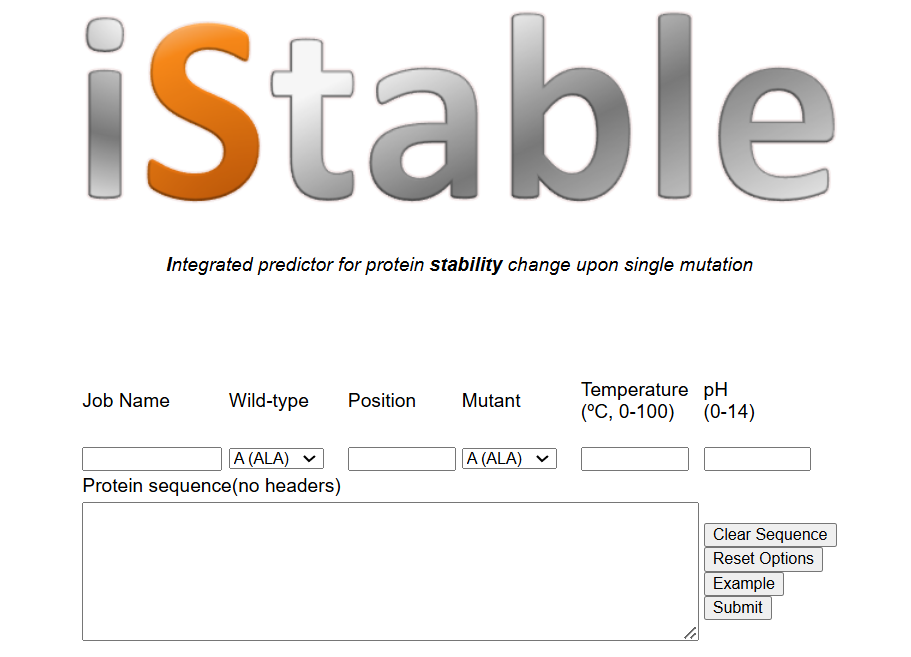 iStable
Integrated predictor for protein stability change upon single mutation
Job Name Wild-type Position Mutant Temperature (ºC, 0-100) pH (0-14)
A (ALA) A (ALA)
Protein sequence(no headers)
Clear Sequence
Reset Options
Example
Submit